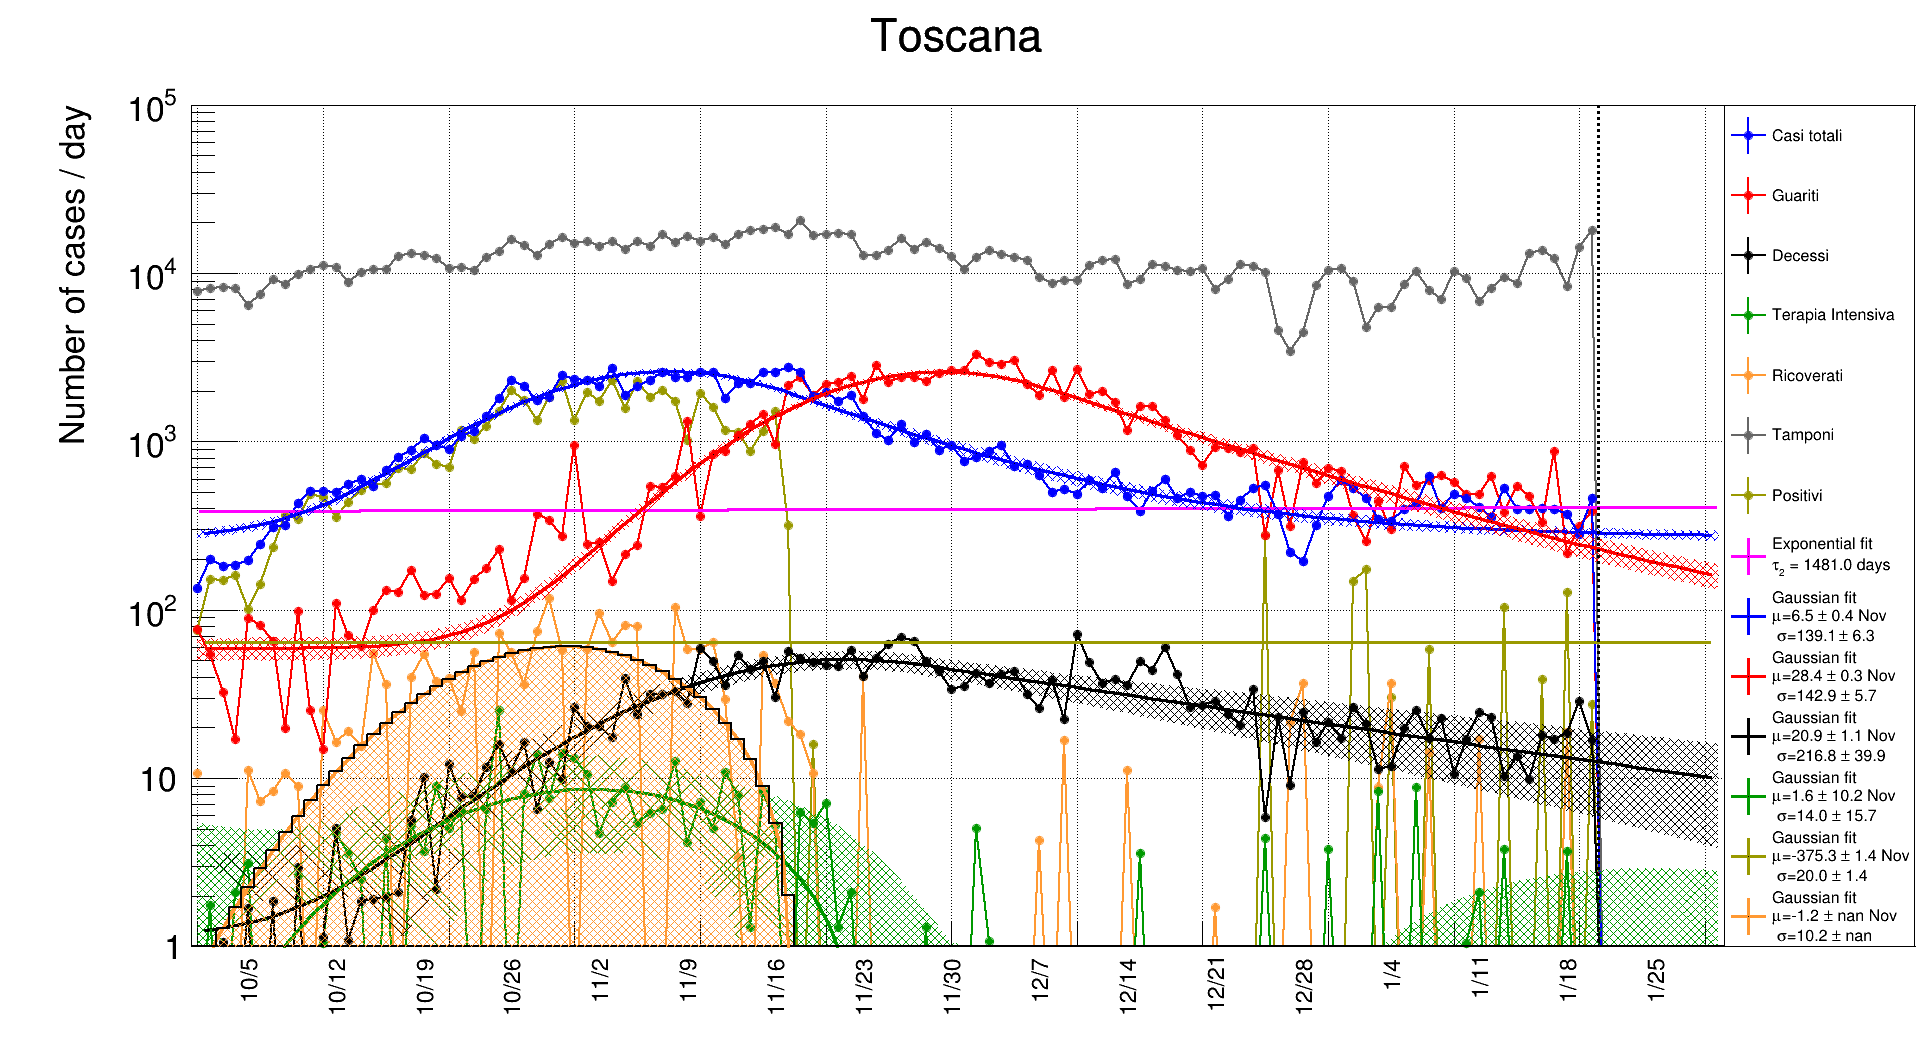 Toscana
Number of cases / day
10^5
10^4
10^3
10^2
10
1
10/5
10/12
10/19
10/26
11/2
11/9
11/16
11/23
11/30
12/7
12/14
12/21
12/28
1/4
1/11
1/18
1/25
Casi totali
Guariti
Decessi
Terapia Intensiva
Ricoverati
Tamponi
Positivi
Exponential fit
τ₂ = 1481.0 days
Gaussian fit
μ=6.5 ± 0.4 Nov
σ=139.1 ± 6.3
Gaussian fit
μ=28.4 ± 0.3 Nov
σ=142.9 ± 5.7
Gaussian fit
μ=20.9 ± 1.1 Nov
σ=216.8 ± 39.9
Gaussian fit
μ=1.6 ± 10.2 Nov
σ=14.0 ± 15.7
Gaussian fit
μ=-375.3 ± 1.4 Nov
σ=20.0 ± 1.4
Gaussian fit
μ=-1.2 ± nan Nov
σ=10.2 ± nan